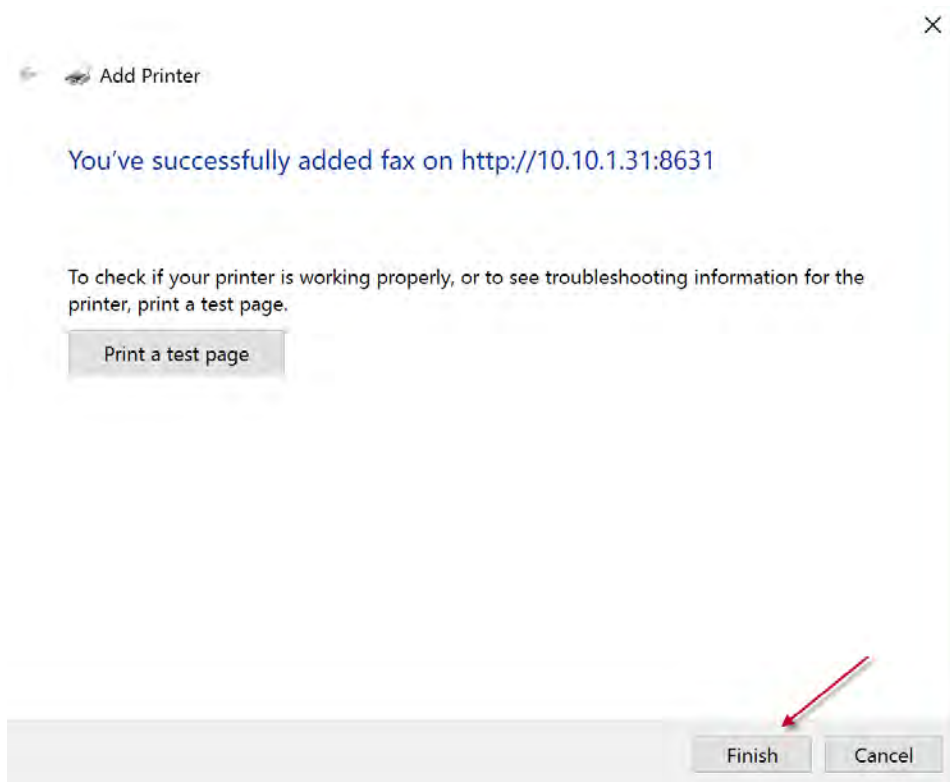 Add Printer
You've successfully added fax on http://10.10.1.31:8631
To check if your printer is working properly, or to see troubleshooting information for the
printer, print a test page.
Print a test page
Finish Cancel